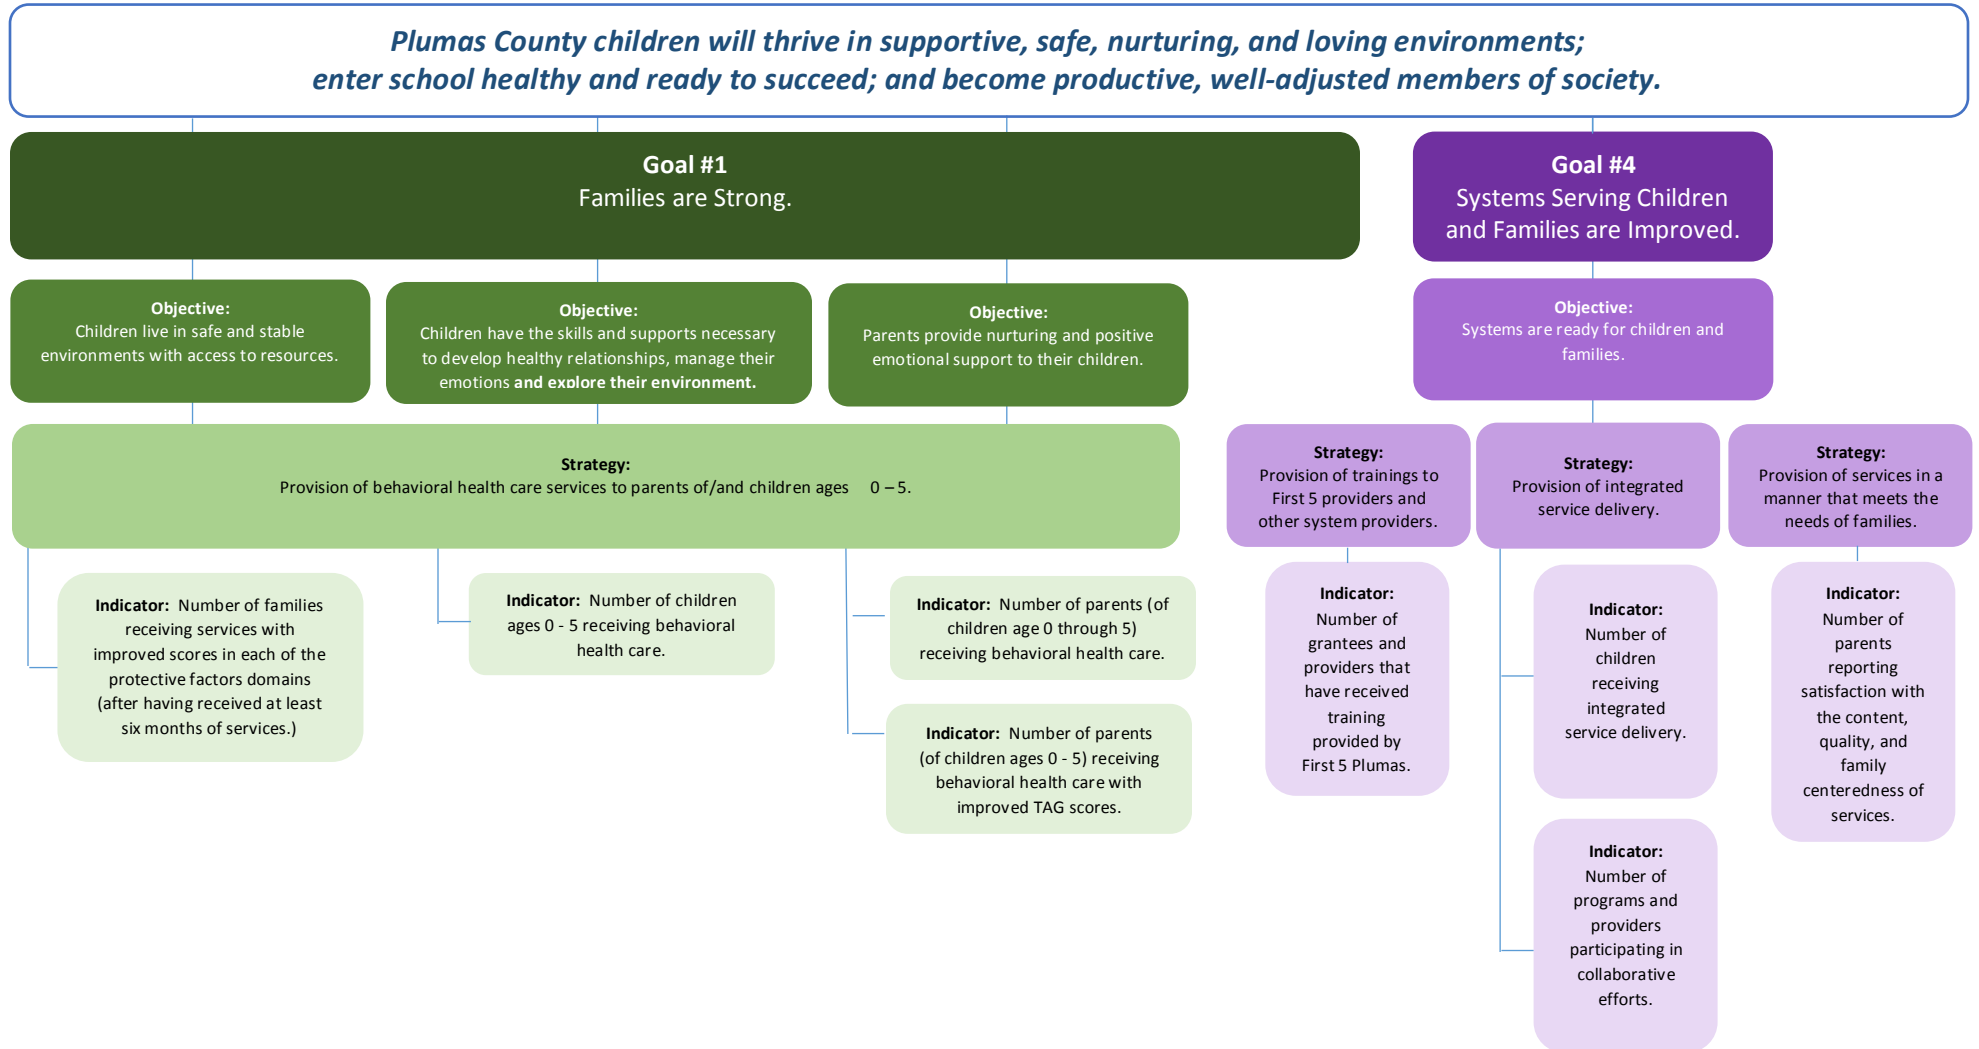 Plumas County children will thrive in supportive, safe, nurturing, and loving environments;
enter school healthy and ready to succeed; and become productive, well-adjusted members of society.
Goal #1
Families are Strong.
Objective:
Children live in safe and stable
environments with access to resources.
Objective:
Children have the skills and supports necessary
to develop healthy relationships, manage their
emotions and explore their environment.
Objective:
Parents provide nurturing and positive
emotional support to their children.
Strategy:
Provision of behavioral health care services to parents of/and children ages 0 – 5.
Indicator: Number of families
receiving services with
improved scores in each of the
protective factors domains
(after having received at least
six months of services.)
Indicator: Number of children
ages 0 - 5 receiving behavioral
health care.
Indicator: Number of parents (of
children age 0 through 5)
receiving behavioral health care.
Indicator: Number of parents
(of children ages 0 - 5) receiving
behavioral health care with
improved TAG scores.
Goal #4
Systems Serving Children
and Families are Improved.
Objective:
Systems are ready for children and
families.
Strategy:
Provision of trainings to
First 5 providers and
other system providers.
Indicator:
Number of
grantees and
providers that
have received
training
provided by
First 5 Plumas.
Strategy:
Provision of integrated
service delivery.
Indicator:
Number of
children
receiving
integrated
service delivery.
Indicator:
Number of
programs and
providers
participating in
collaborative
efforts.
Strategy:
Provision of services in a
manner that meets the
needs of families.
Indicator:
Number of
parents
reporting
satisfaction with
the content,
quality, and
family
centeredness of
services.